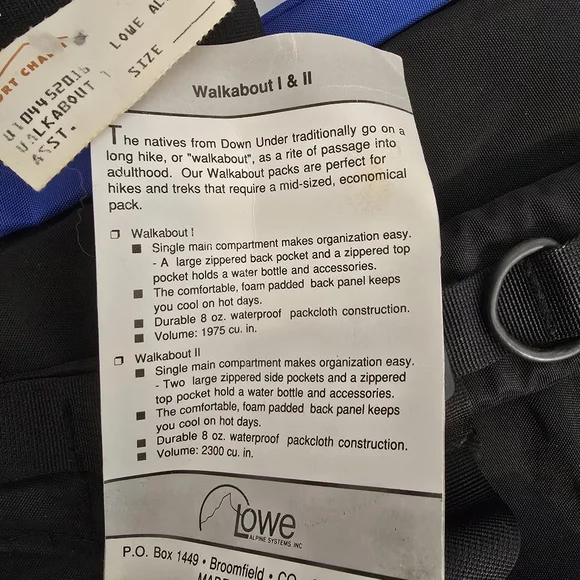 ORT CHALE
LOWE AL
U104452015
WALKABOUT 1 SIZE
ASST.
Walkabout I & II
The natives from Down Under traditionally go on a
long hike, or "walkabout", as a rite of passage into
adulthood. Our Walkabout packs are perfect for
hikes and treks that require a mid-sized, economical
pack.
Walkabout I
Single main compartment makes organization easy.
- A large zippered back pocket and a zippered top
pocket holds a water bottle and accessories.
The comfortable, foam padded back panel keeps
you cool on hot days.
Durable 8 oz. waterproof packcloth construction.
Volume: 1975 cu. in.
Walkabout II
Single main compartment makes organization easy.
- Two large zippered side pockets and a zippered
top pocket hold a water bottle and accessories.
The comfortable, foam padded back panel keeps
you cool on hot days.
Durable 8 oz. waterproof packcloth construction.
Volume: 2300 cu. in.
Lowe
ALPINE SYSTEMS INC
P.O. Box 1449 • Broomfield • CO